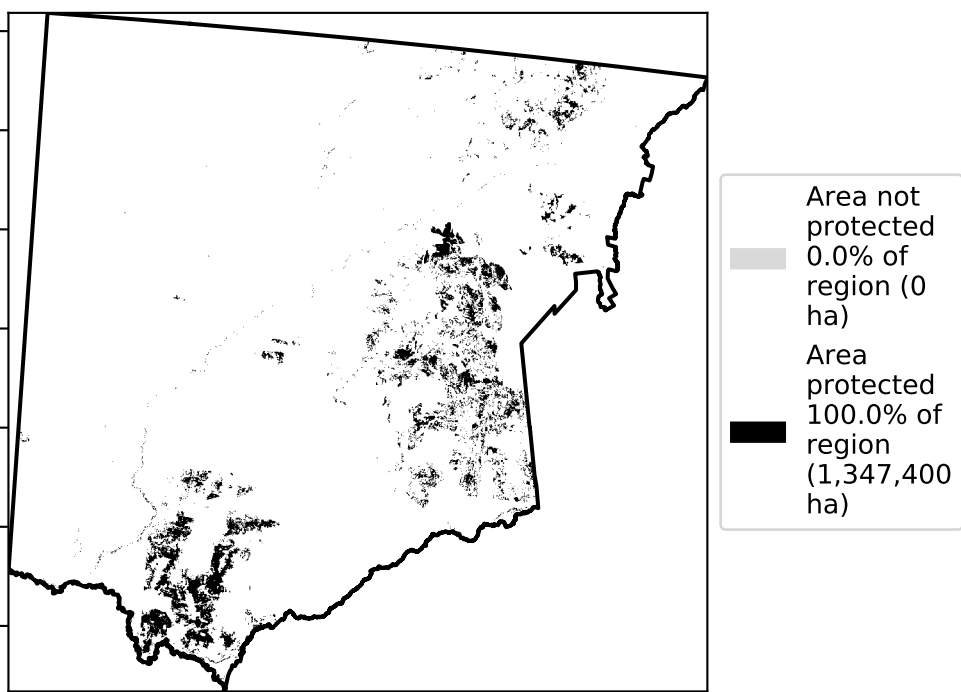 Area not
protected
0.0% of
region (0
ha)
Area
protected
100.0% of
region
(1,347,400
ha)